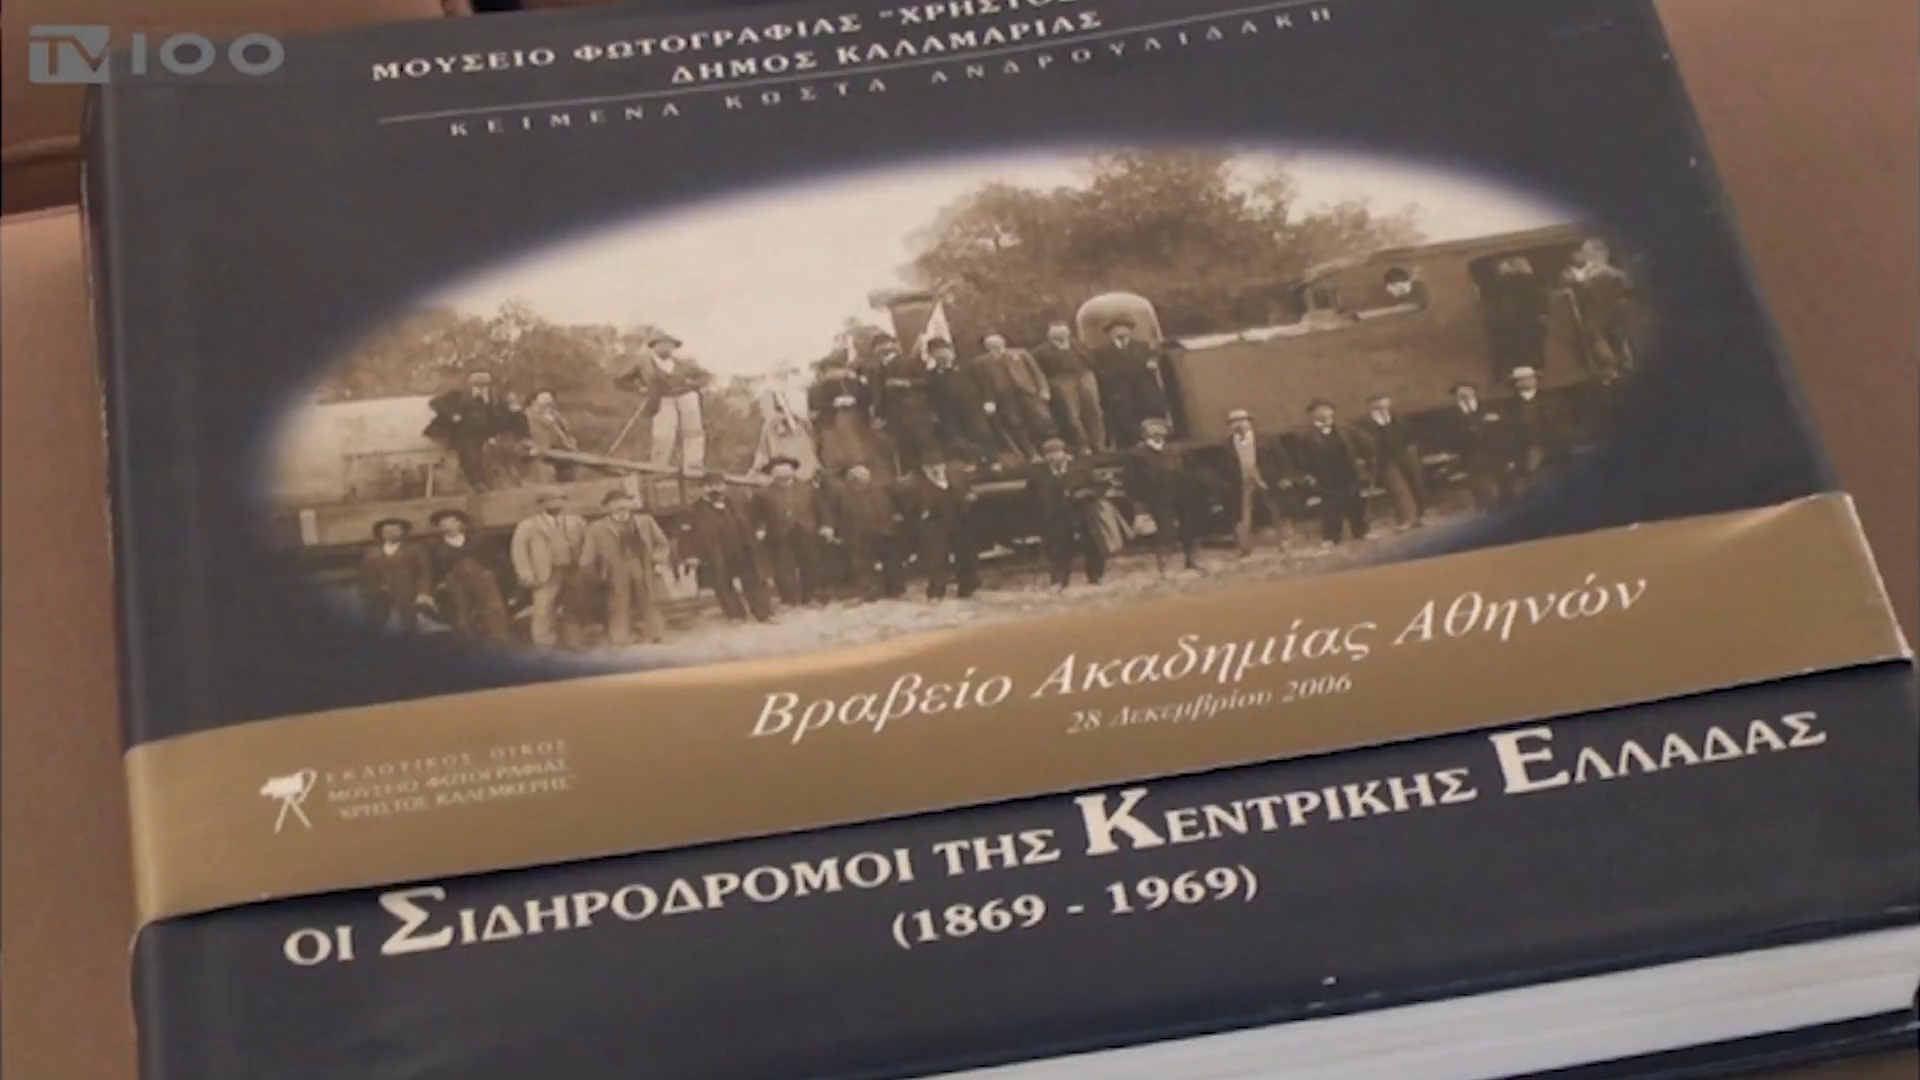 TV100
ΜΟΥΣΕΙΟ ΦΩΤΟΓΡΑΦΙΑΣ "ΧΡΗΣΤΟΣ
ΔΗΜΟΣ ΚΑΛΑΜΑΡΙΑΣ
ΚΕΙΜΕΝΑ ΚΩΣΤΑ ΑΝΔΡΟΥΛΙΔΑΚΗ
Βραβείο Ακαδημίας Αθηνών
28 Δεκεμβρίου 2006
ΕΚΔΟΤΙΚΟΣ ΟΙΚΟΣ
ΜΟΥΣΕΙΟ ΦΩΤΟΓΡΑΦΙΑΣ
"ΧΡΗΣΤΟΣ ΚΑΛΕΜΚΕΡΗΣ"
ΟΙ ΣΙΔΗΡΟΔΡΟΜΟΙ ΤΗΣ ΚΕΝΤΡΙΚΗΣ ΕΛΛΑΔΑΣ
(1869 - 1969)